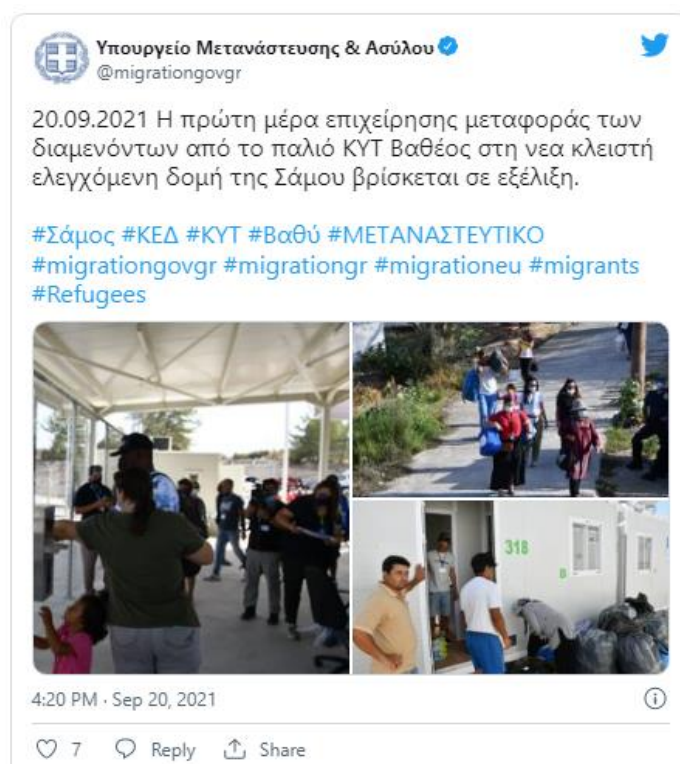 Υπουργείο Μετανάστευσης & Ασύλου
@migrationgovgr
20.09.2021 Η πρώτη μέρα επιχείρησης μεταφοράς των
διαμενόντων από το παλιό ΚΥΤ Βαθέος στη νεα κλειστή
ελεγχόμενη δομή της Σάμου βρίσκεται σε εξέλιξη.
#Σάμος #ΚΕΔ #ΚΥΤ #Βαθύ #ΜΕΤΑΝΑΣΤΕΥΤΙΚΟ
#migrationgovgr #migrationgr #migrationeu #migrants
#Refugees
318
B
4:20 PM · Sep 20, 2021
7 Reply Share